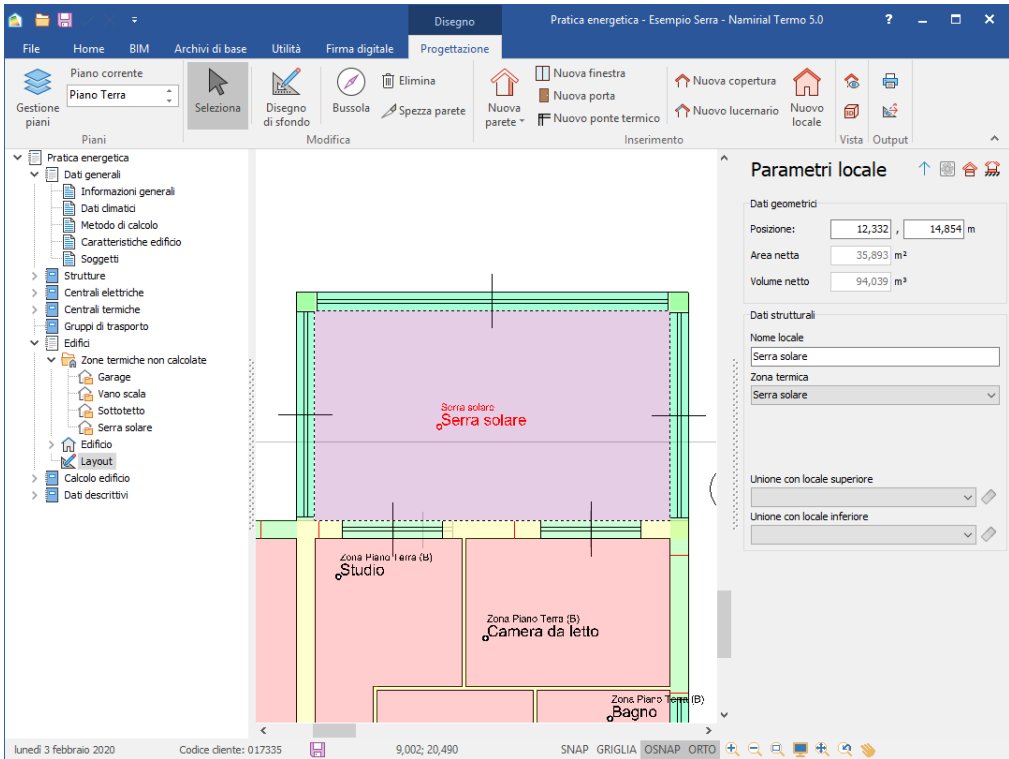 Disegno
Pratica energetica - Esempio Serra - Namirial Termo 5.0
File Home BIM Archivi di base Utilità Firma digitale Progettazione
Gestione piani
Piano corrente
Piano Terra
Piani
Seleziona
Disegno di sfondo
Bussola
Elimina
Spezza parete
Modifica
Nuova parete
Nuova finestra
Nuova porta
Nuovo ponte termico
Nuova copertura
Nuovo lucernario
Nuovo locale
Inserimento
Vista
Output
Pratica energetica
Dati generali
Informazioni generali
Dati climatici
Metodo di calcolo
Caratteristiche edificio
Soggetti
Strutture
Centrali elettriche
Centrali termiche
Gruppi di trasporto
Edifici
Zone termiche non calcolate
Garage
Vano scala
Sottotetto
Serra solare
Edificio
Layout
Calcolo edificio
Dati descrittivi
Serra solare
Serra solare
Zona Piano Terra (B)
Studio
Zona Piano Terra (B)
Camera da letto
Zona Piano Terra (B)
Bagno
Parametri locale
Dati geometrici
Posizione: 12,332 , 14,854 m
Area netta 35,893 m²
Volume netto 94,039 m³
Dati strutturali
Nome locale
Serra solare
Zona termica
Serra solare
Unione con locale superiore
Unione con locale inferiore
lunedì 3 febbraio 2020 Codice cliente: 017335 9,002; 20,490 SNAP GRIGLIA OSNAP ORTO